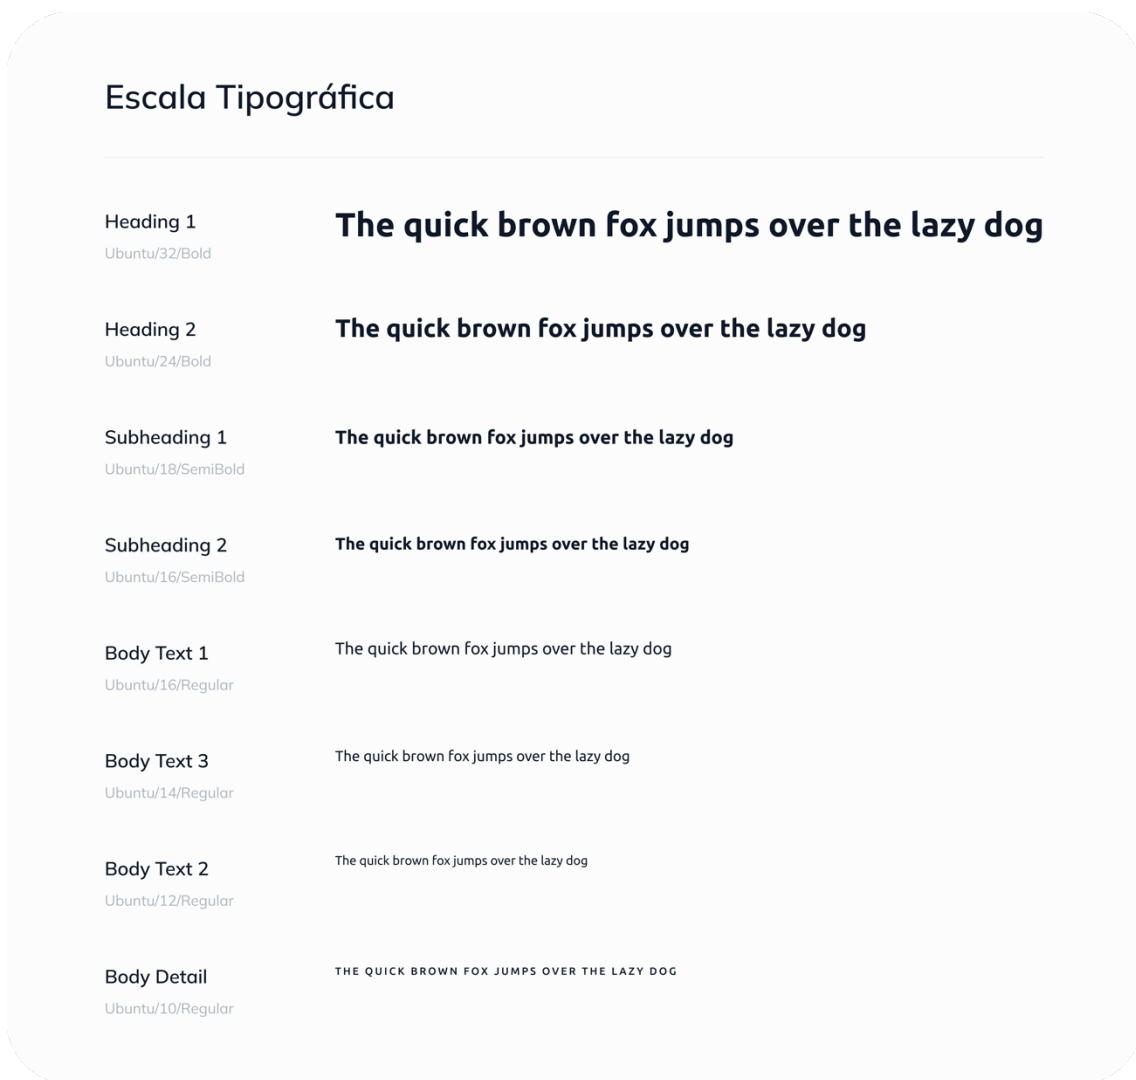 Escala Tipográfica
Heading 1
The quick brown fox jumps over the lazy dog
Ubuntu/32/Bold
Heading 2
The quick brown fox jumps over the lazy dog
Ubuntu/24/Bold
Subheading 1
The quick brown fox jumps over the lazy dog
Ubuntu/18/SemiBold
Subheading 2
The quick brown fox jumps over the lazy dog
Ubuntu/16/SemiBold
Body Text 1
The quick brown fox jumps over the lazy dog
Ubuntu/16/Regular
Body Text 3
The quick brown fox jumps over the lazy dog
Ubuntu/14/Regular
Body Text 2
The quick brown fox jumps over the lazy dog
Ubuntu/12/Regular
Body Detail
THE QUICK BROWN FOX JUMPS OVER THE LAZY DOG
Ubuntu/10/Regular